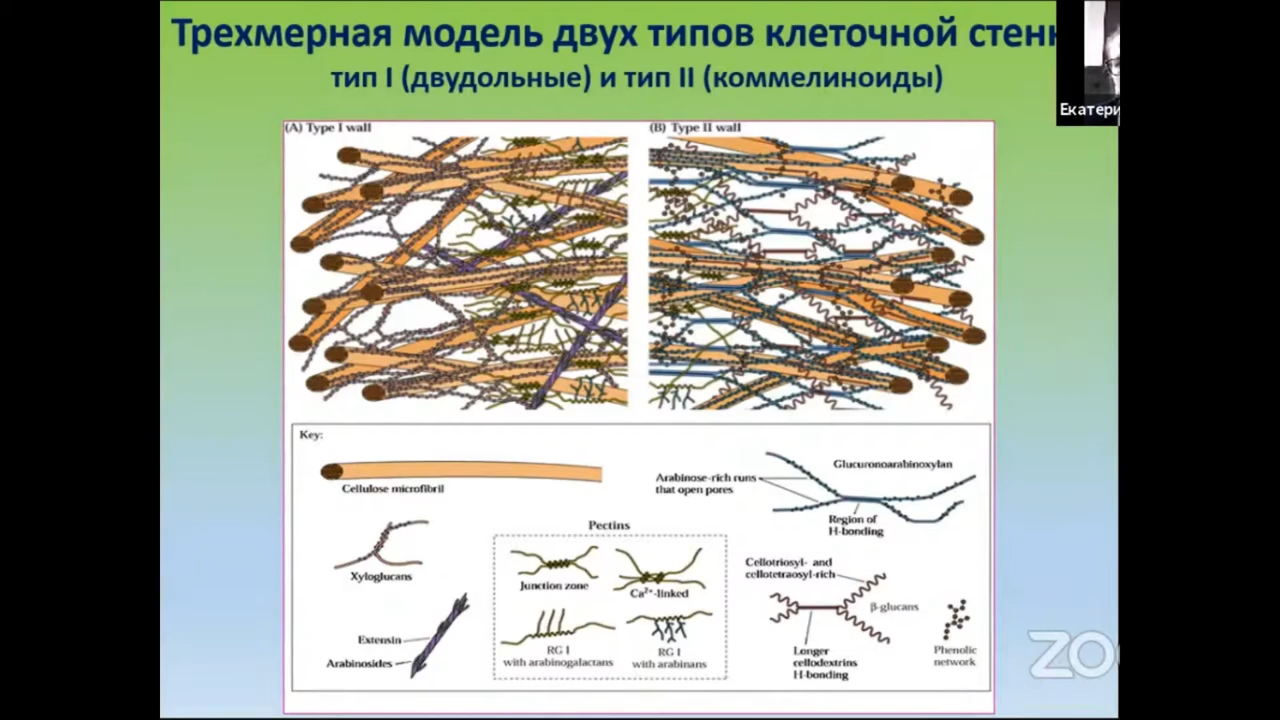 Трехмерная модель двух типов клеточной
тип I (двудольные) и тип II (коммелиноиды)
(A) Type I wall
(B) Type II wall
Key:
Cellulose microfibril
Arabinose-rich runs
that open pores
Glucuronoarabinoxylan
Region of
H-bonding
Xyloglucans
Pectins
Junction zone
Ca²⁺-linked
RG I
with arabinogalactans
RG I
with arabinans
Extensin
Arabinosides
Cellotriosyl- and
cellotetraosyl-rich
β-glucans
Longer
cellodextrins
H-bonding
Phenolic
network